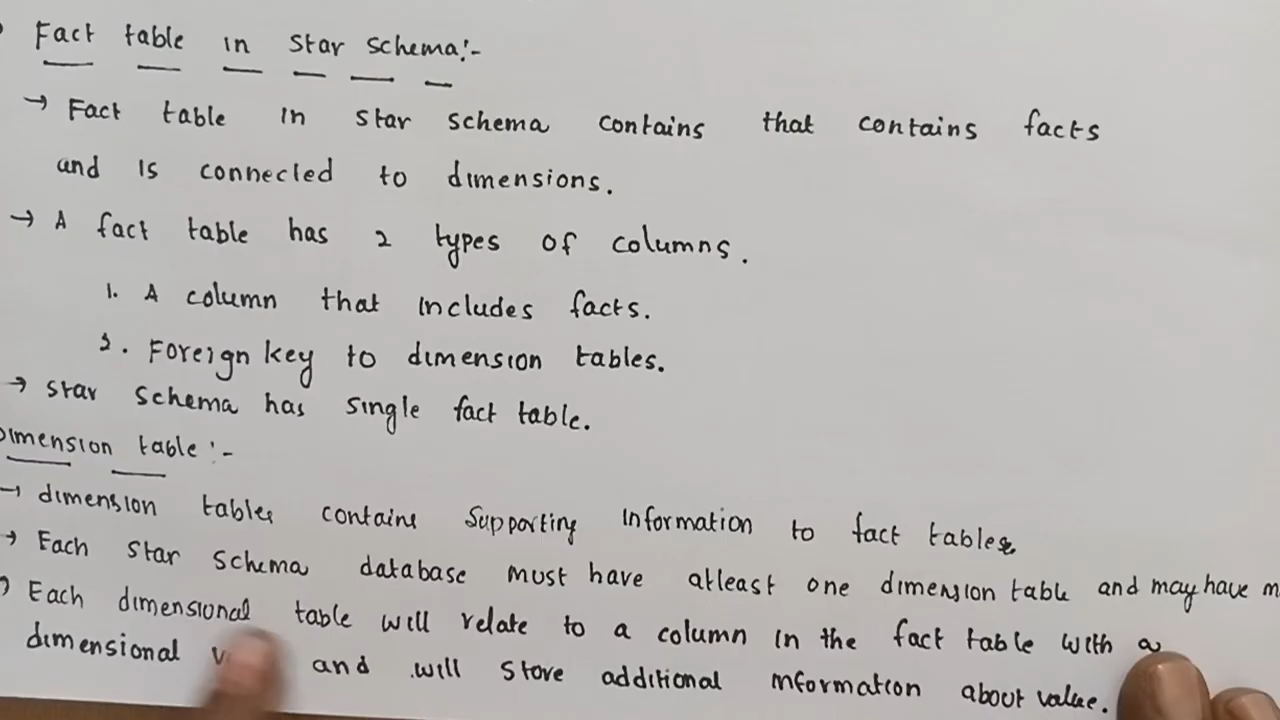 Fact table in star schema:-
→ Fact table in star schema contains that contains facts
and is connected to dimensions.
→ A fact table has 2 types of columns.
1. A column that includes facts.
2. Foreign key to dimension tables.
→ star schema has single fact table.
Dimension table:-
→ dimension tables contains supporting information to fact tables.
→ Each star schema database must have atleast one dimension table and may have
→ Each dimensional table will relate to a column in the fact table with a
dimensional and will store additional information about value.